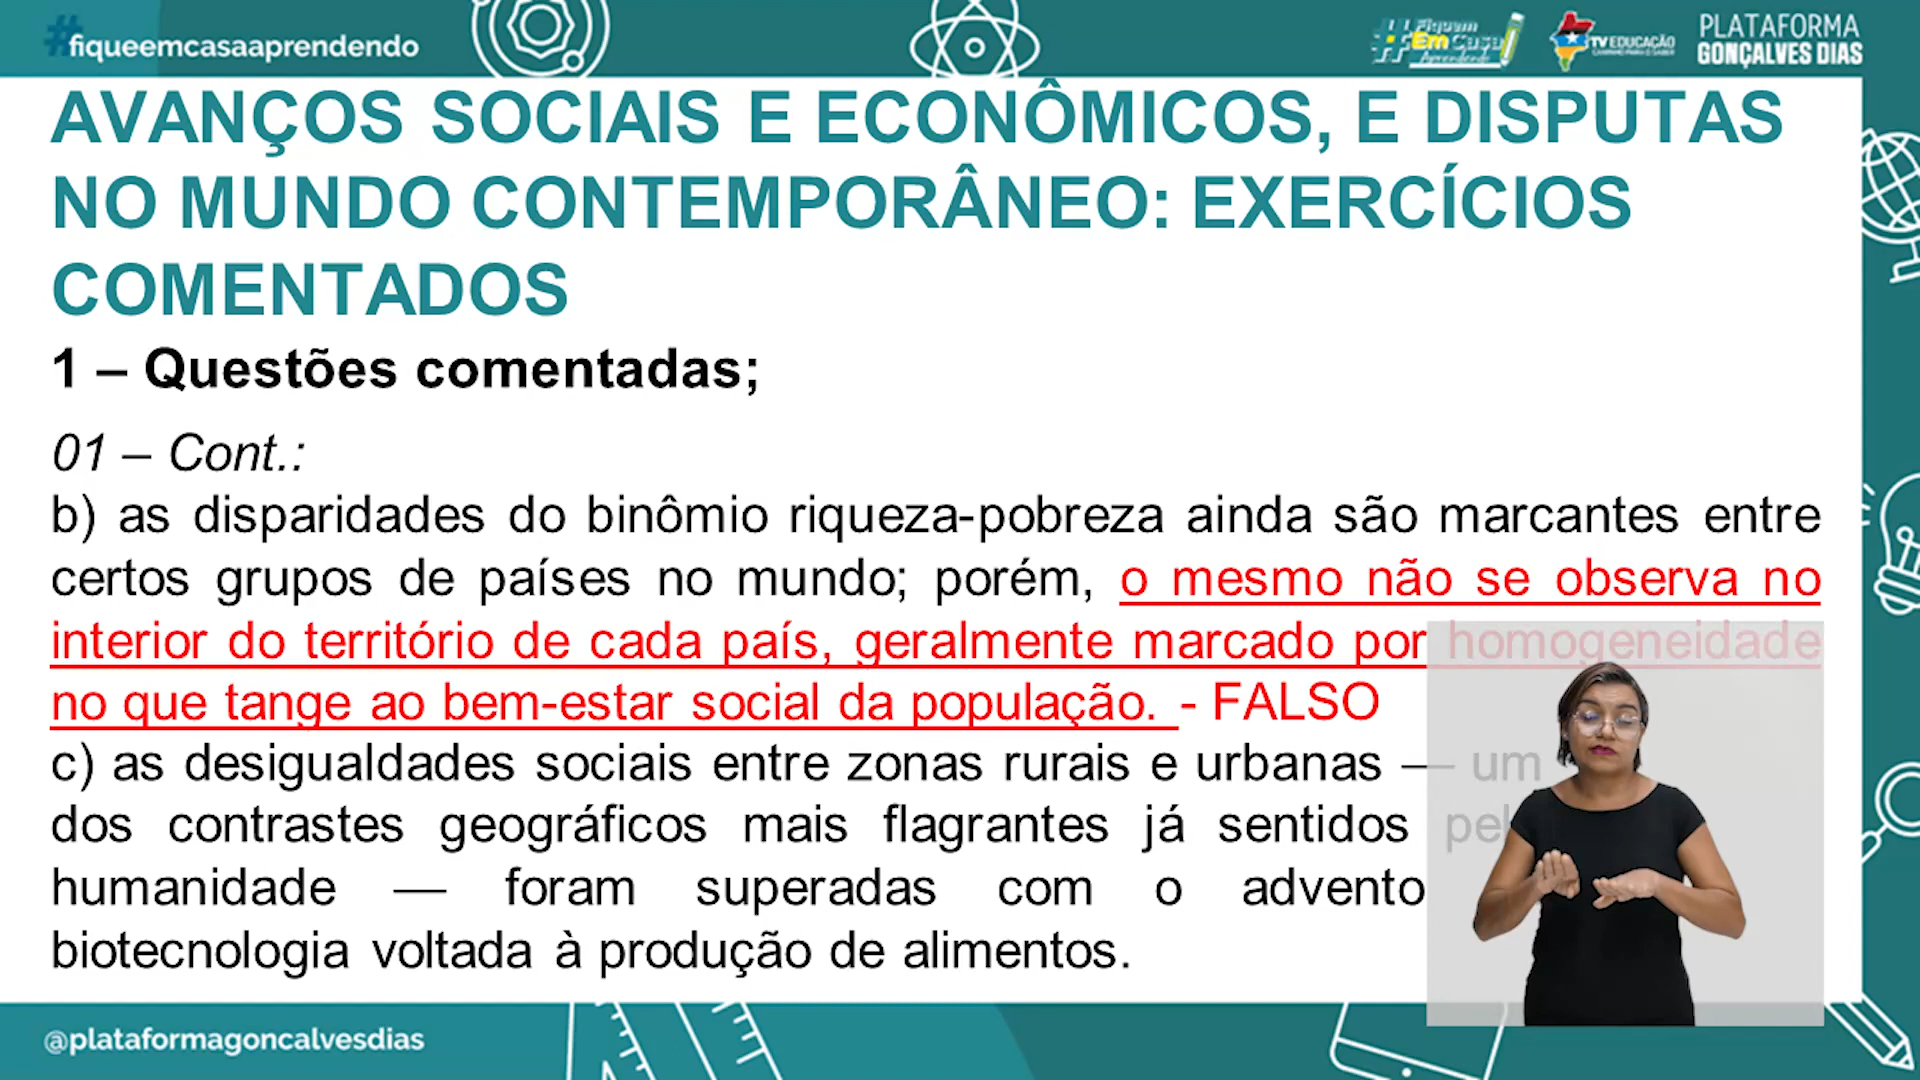 #fiqueemcasaaprendendo
#Fiquem
Em Casa
Aprendendo
TV EDUCAÇÃO
PLATAFORMA
GONÇALVES DIAS
AVANÇOS SOCIAIS E ECONÔMICOS, E DISPUTAS
NO MUNDO CONTEMPORÂNEO: EXERCÍCIOS
COMENTADOS
1 – Questões comentadas;
01 – Cont.:
b) as disparidades do binômio riqueza-pobreza ainda são marcantes entre
certos grupos de países no mundo; porém, o mesmo não se observa no
interior do território de cada país, geralmente marcado por homogeneidade
no que tange ao bem-estar social da população. - FALSO
c) as desigualdades sociais entre zonas rurais e urbanas — um
dos contrastes geográficos mais flagrantes já sentidos
humanidade — foram superadas com o advento
biotecnologia voltada à produção de alimentos.
@plataformagoncalvesdias